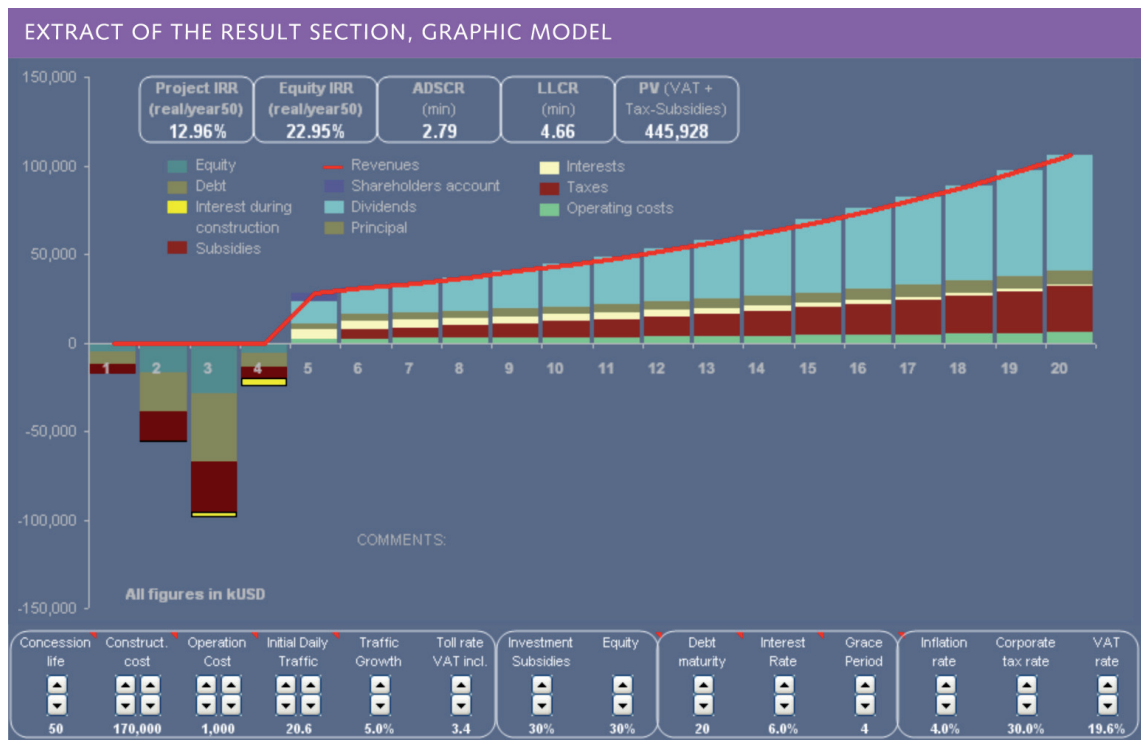 EXTRACT OF THE RESULT SECTION, GRAPHIC MODEL
150,000
100,000
50,000
0
-50,000
-100,000
-150,000
Project IRR
(real/year50)
12.96%
Equity IRR
(real/year50)
22.95%
ADSCR
(min)
2.79
LLCR
(min)
4.66
PV (VAT +
Tax-Subsidies)
445,928
Equity
Debt
Interest during
construction
Subsidies
Revenues
Shareholders account
Dividends
Principal
Interests
Taxes
Operating costs
1 2 3 4 5 6 7 8 9 10 11 12 13 14 15 16 17 18 19 20
COMMENTS:
All figures in kUSD
Concession
life
50
Construct.
cost
170,000
Operation
Cost
1,000
Initial Daily
Traffic
20.6
Traffic
Growth
5.0%
Toll rate
VAT incl.
3.4
Investment
Subsidies
30%
Equity
30%
Debt
maturity
20
Interest
Rate
6.0%
Grace
Period
4
Inflation
rate
4.0%
Corporate
tax rate
30.0%
VAT
rate
19.6%